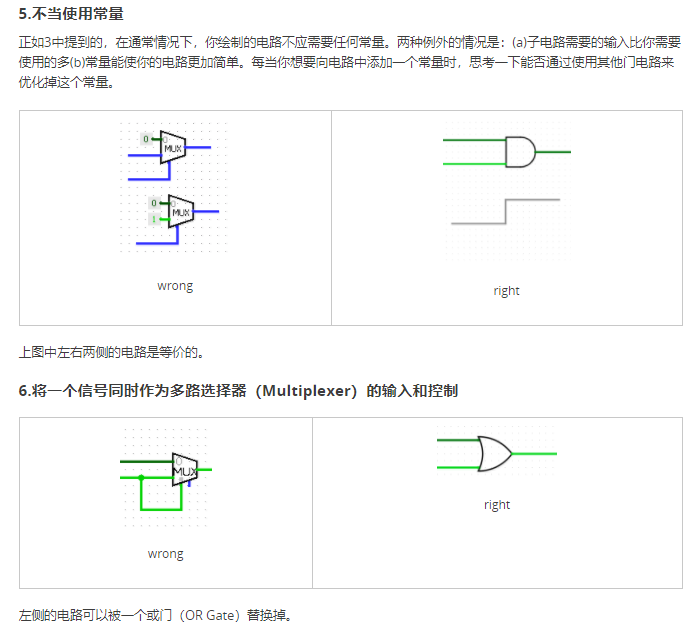 5.不当使用常量
正如3中提到的，在通常情况下，你绘制的电路不应需要任何常量。两种例外的情况是：(a)子电路需要的输入比你需要
使用的多(b)常量能使你的电路更加简单。每当你想要向电路中添加一个常量时，思考一下能否通过使用其他门电路来
优化掉这个常量。
0
MUX
0
1
MUX
wrong
right
上图中左右两侧的电路是等价的。
6.将一个信号同时作为多路选择器（Multiplexer）的输入和控制
MUX
wrong
right
左侧的电路可以被一个或门（OR Gate）替换掉。